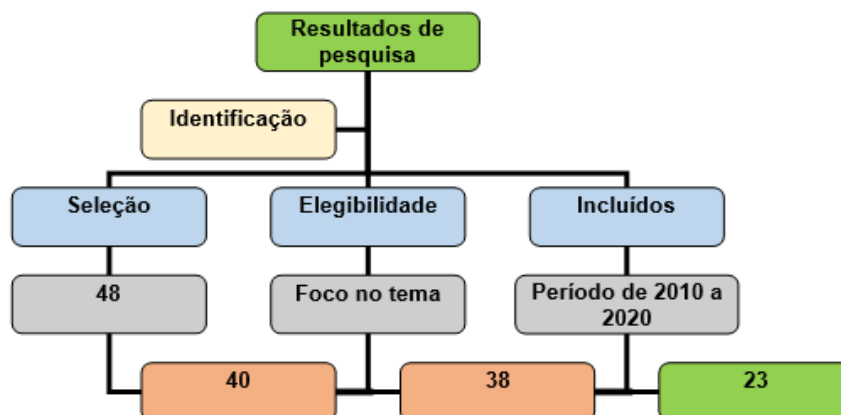 Resultados de
pesquisa
Identificação
Seleção
Elegibilidade
Incluídos
48
Foco no tema
Período de 2010 a
2020
40
38
23